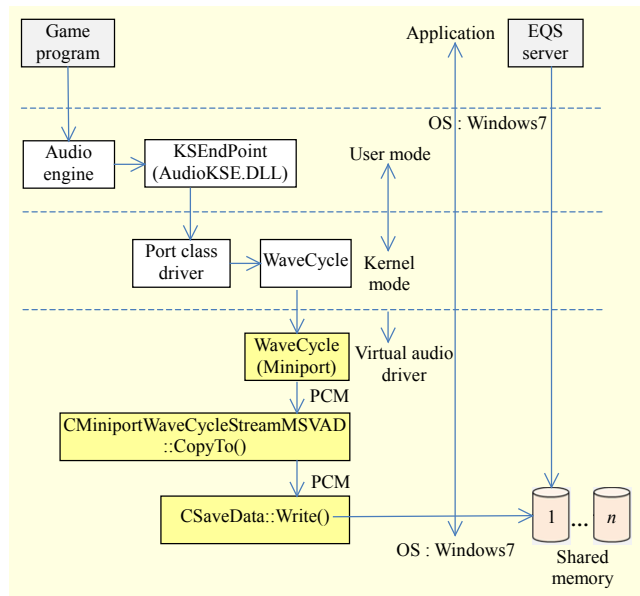 Game
program
Application
EQS
server
OS : Windows7
Audio
engine
KSEndPoint
(AudioKSE.DLL)
User mode
Port class
driver
WaveCycle
Kernel
mode
WaveCycle
(Miniport)
Virtual audio
driver
PCM
CMiniportWaveCycleStreamMSVAD
::CopyTo()
PCM
CSaveData::Write()
1
...
n
OS : Windows7
Shared
memory